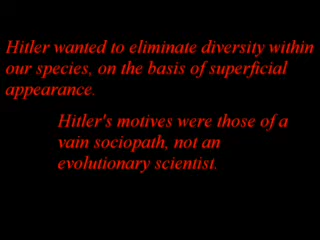 Hitler wanted to eliminate diversity within
our species, on the basis of superficial
appearance.
Hitler's motives were those of a
vain sociopath, not an
evolutionary scientist.